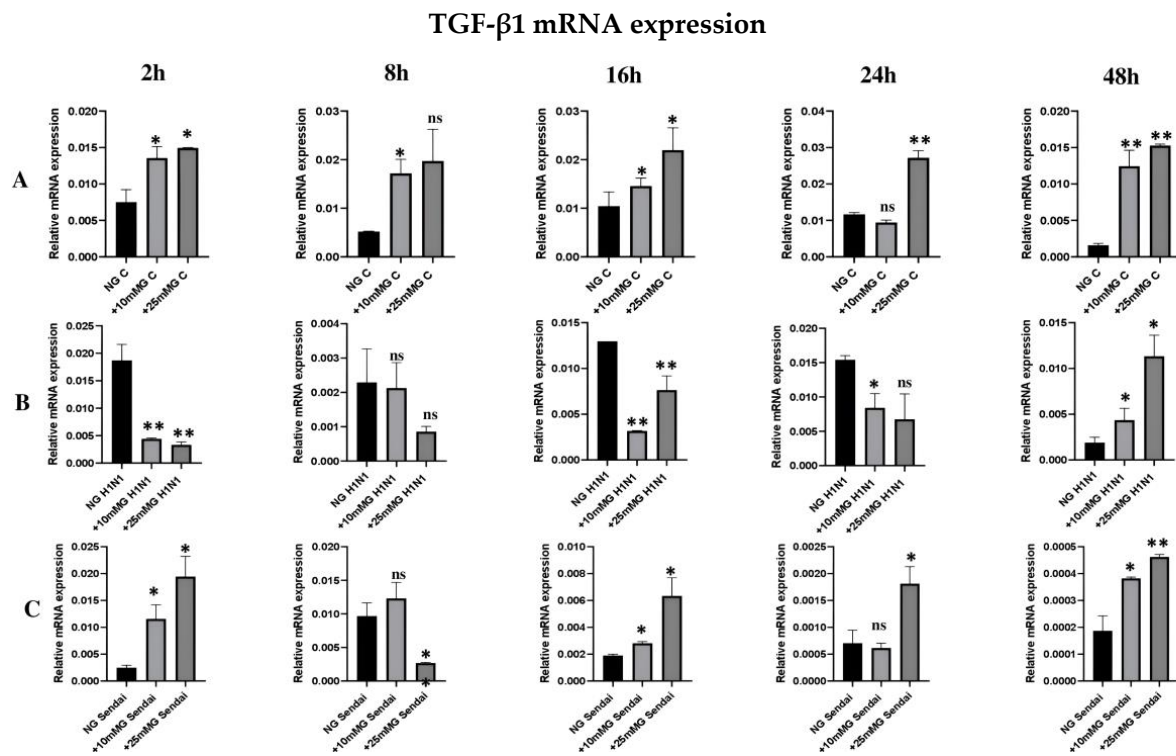 TGF-β1 mRNA expression
2h
8h
16h
24h
48h
A
Relative mRNA expression
0.020
0.015
0.010
0.005
0.000
*
*
NG C
+10mMG C
+25mMG C
Relative mRNA expression
0.03
0.02
0.01
0.00
*
ns
NG C
+10mMG C
+25mMG C
Relative mRNA expression
0.03
0.02
0.01
0.00
*
*
NG C
+10mMG C
+25mMG C
Relative mRNA expression
0.04
0.03
0.02
0.01
0.00
ns
**
NG C
+10mMG C
+25mMG C
Relative mRNA expression
0.020
0.015
0.010
0.005
0.000
**
**
NG C
+10mMG C
+25mMG C
B
Relative mRNA expression
0.025
0.020
0.015
0.010
0.005
0.000
**
**
NG H1N1
+10mMG H1N1
+25mMG H1N1
Relative mRNA expression
0.004
0.003
0.002
0.001
0.000
ns
ns
NG H1N1
+10mMG H1N1
+25mMG H1N1
Relative mRNA expression
0.015
0.010
0.005
0.000
**
**
NG H1N1
+10mMG H1N1
+25mMG H1N1
Relative mRNA expression
0.020
0.015
0.010
0.005
0.000
*
ns
NG H1N1
+10mMG H1N1
+25mMG H1N1
Relative mRNA expression
0.015
0.010
0.005
0.000
*
*
NG H1N1
+10mMG H1N1
+25mMG H1N1
C
Relative mRNA expression
0.025
0.020
0.015
0.010
0.005
0.000
*
*
NG Sendai
+10mMG Sendai
+25mMG Sendai
Relative mRNA expression
0.020
0.015
0.010
0.005
0.000
ns
*
*
NG Sendai
+10mMG Sendai
+25mMG Sendai
Relative mRNA expression
0.010
0.008
0.006
0.004
0.002
0.000
*
*
NG Sendai
+10mMG Sendai
+25mMG Sendai
Relative mRNA expression
0.0025
0.0020
0.0015
0.0010
0.0005
0.0000
ns
*
NG Sendai
+10mMG Sendai
+25mMG Sendai
Relative mRNA expression
0.0005
0.0004
0.0003
0.0002
0.0001
0.0000
*
**
NG Sendai
+10mMG Sendai
+25mMG Sendai